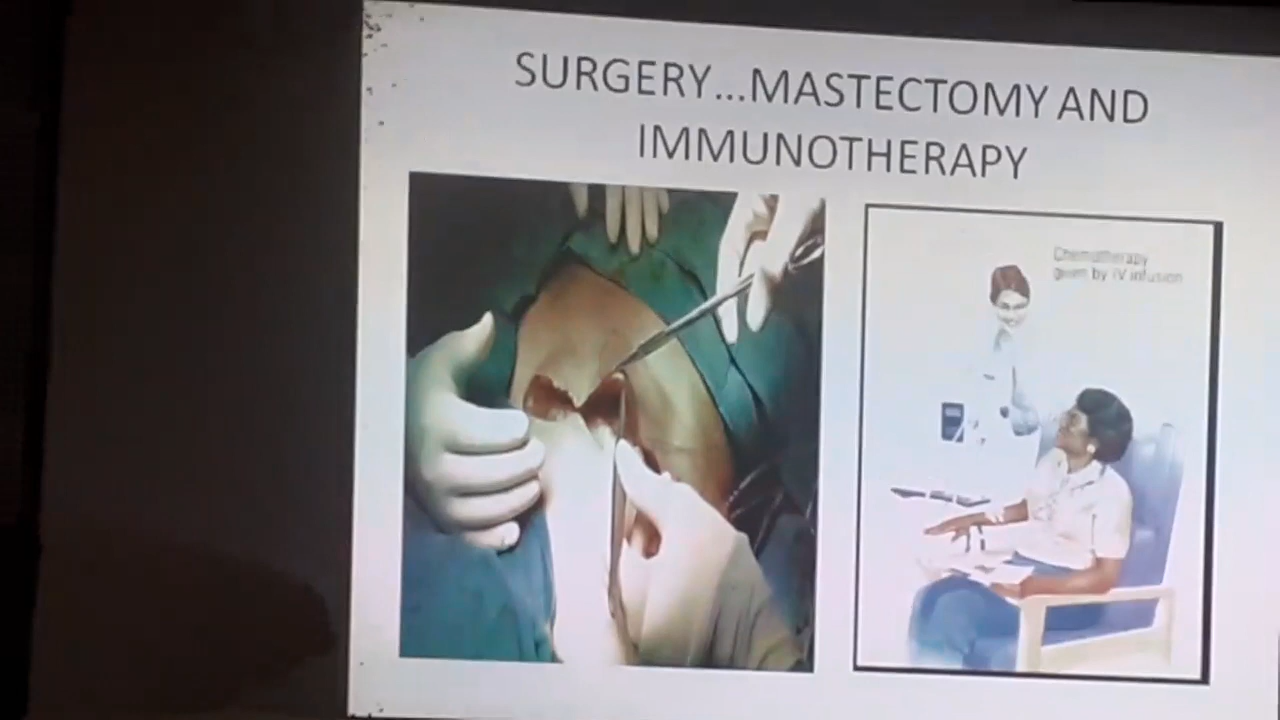 SURGERY...MASTECTOMY AND
IMMUNOTHERAPY
Chemotherapy
given by IV infusion